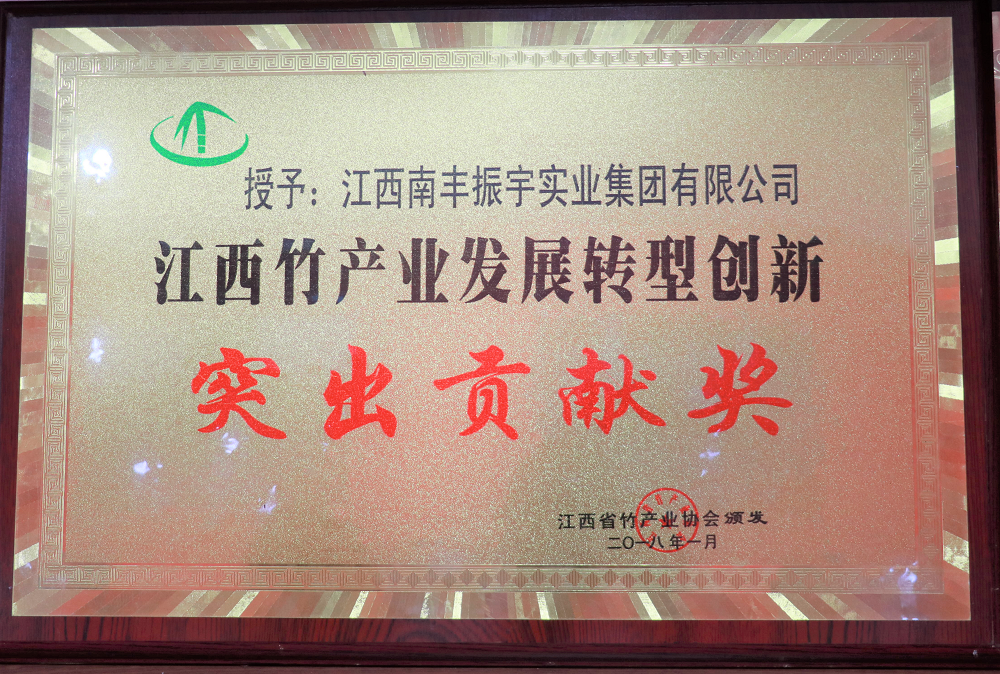 授予：江西南丰振宇实业集团有限公司
江西竹产业发展转型创新
突出贡献奖
江西省竹产业协会颁发
二〇一八年一月